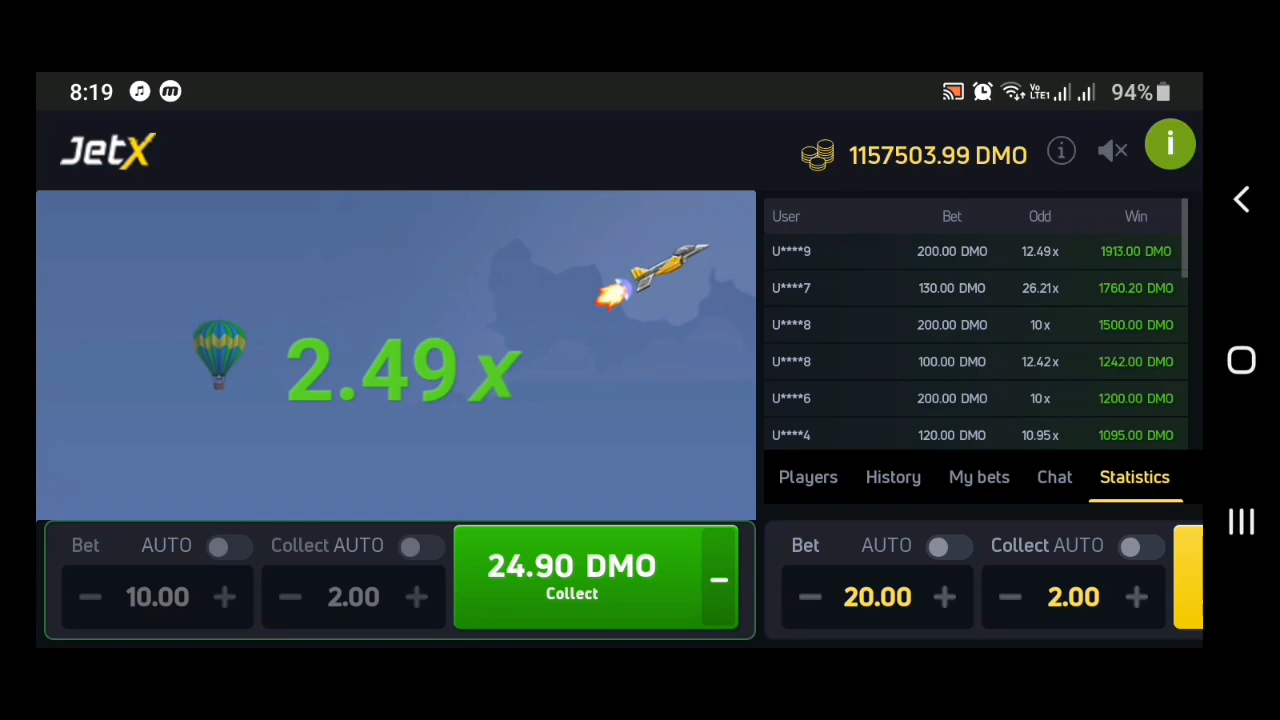 8:19 94%
JetX 1157503.99 DMO
User Bet Odd Win
U****9 200.00 DMO 12.49x 1913.00 DMO
U****7 130.00 DMO 26.21x 1760.20 DMO
U****8 200.00 DMO 10x 1500.00 DMO
U****8 100.00 DMO 12.42x 1242.00 DMO
U****6 200.00 DMO 10x 1200.00 DMO
U****4 120.00 DMO 10.95x 1095.00 DMO
2.49x
Players History My bets Chat Statistics
Bet AUTO Collect AUTO
10.00 2.00
24.90 DMO
Collect
Bet AUTO Collect AUTO
20.00 2.00